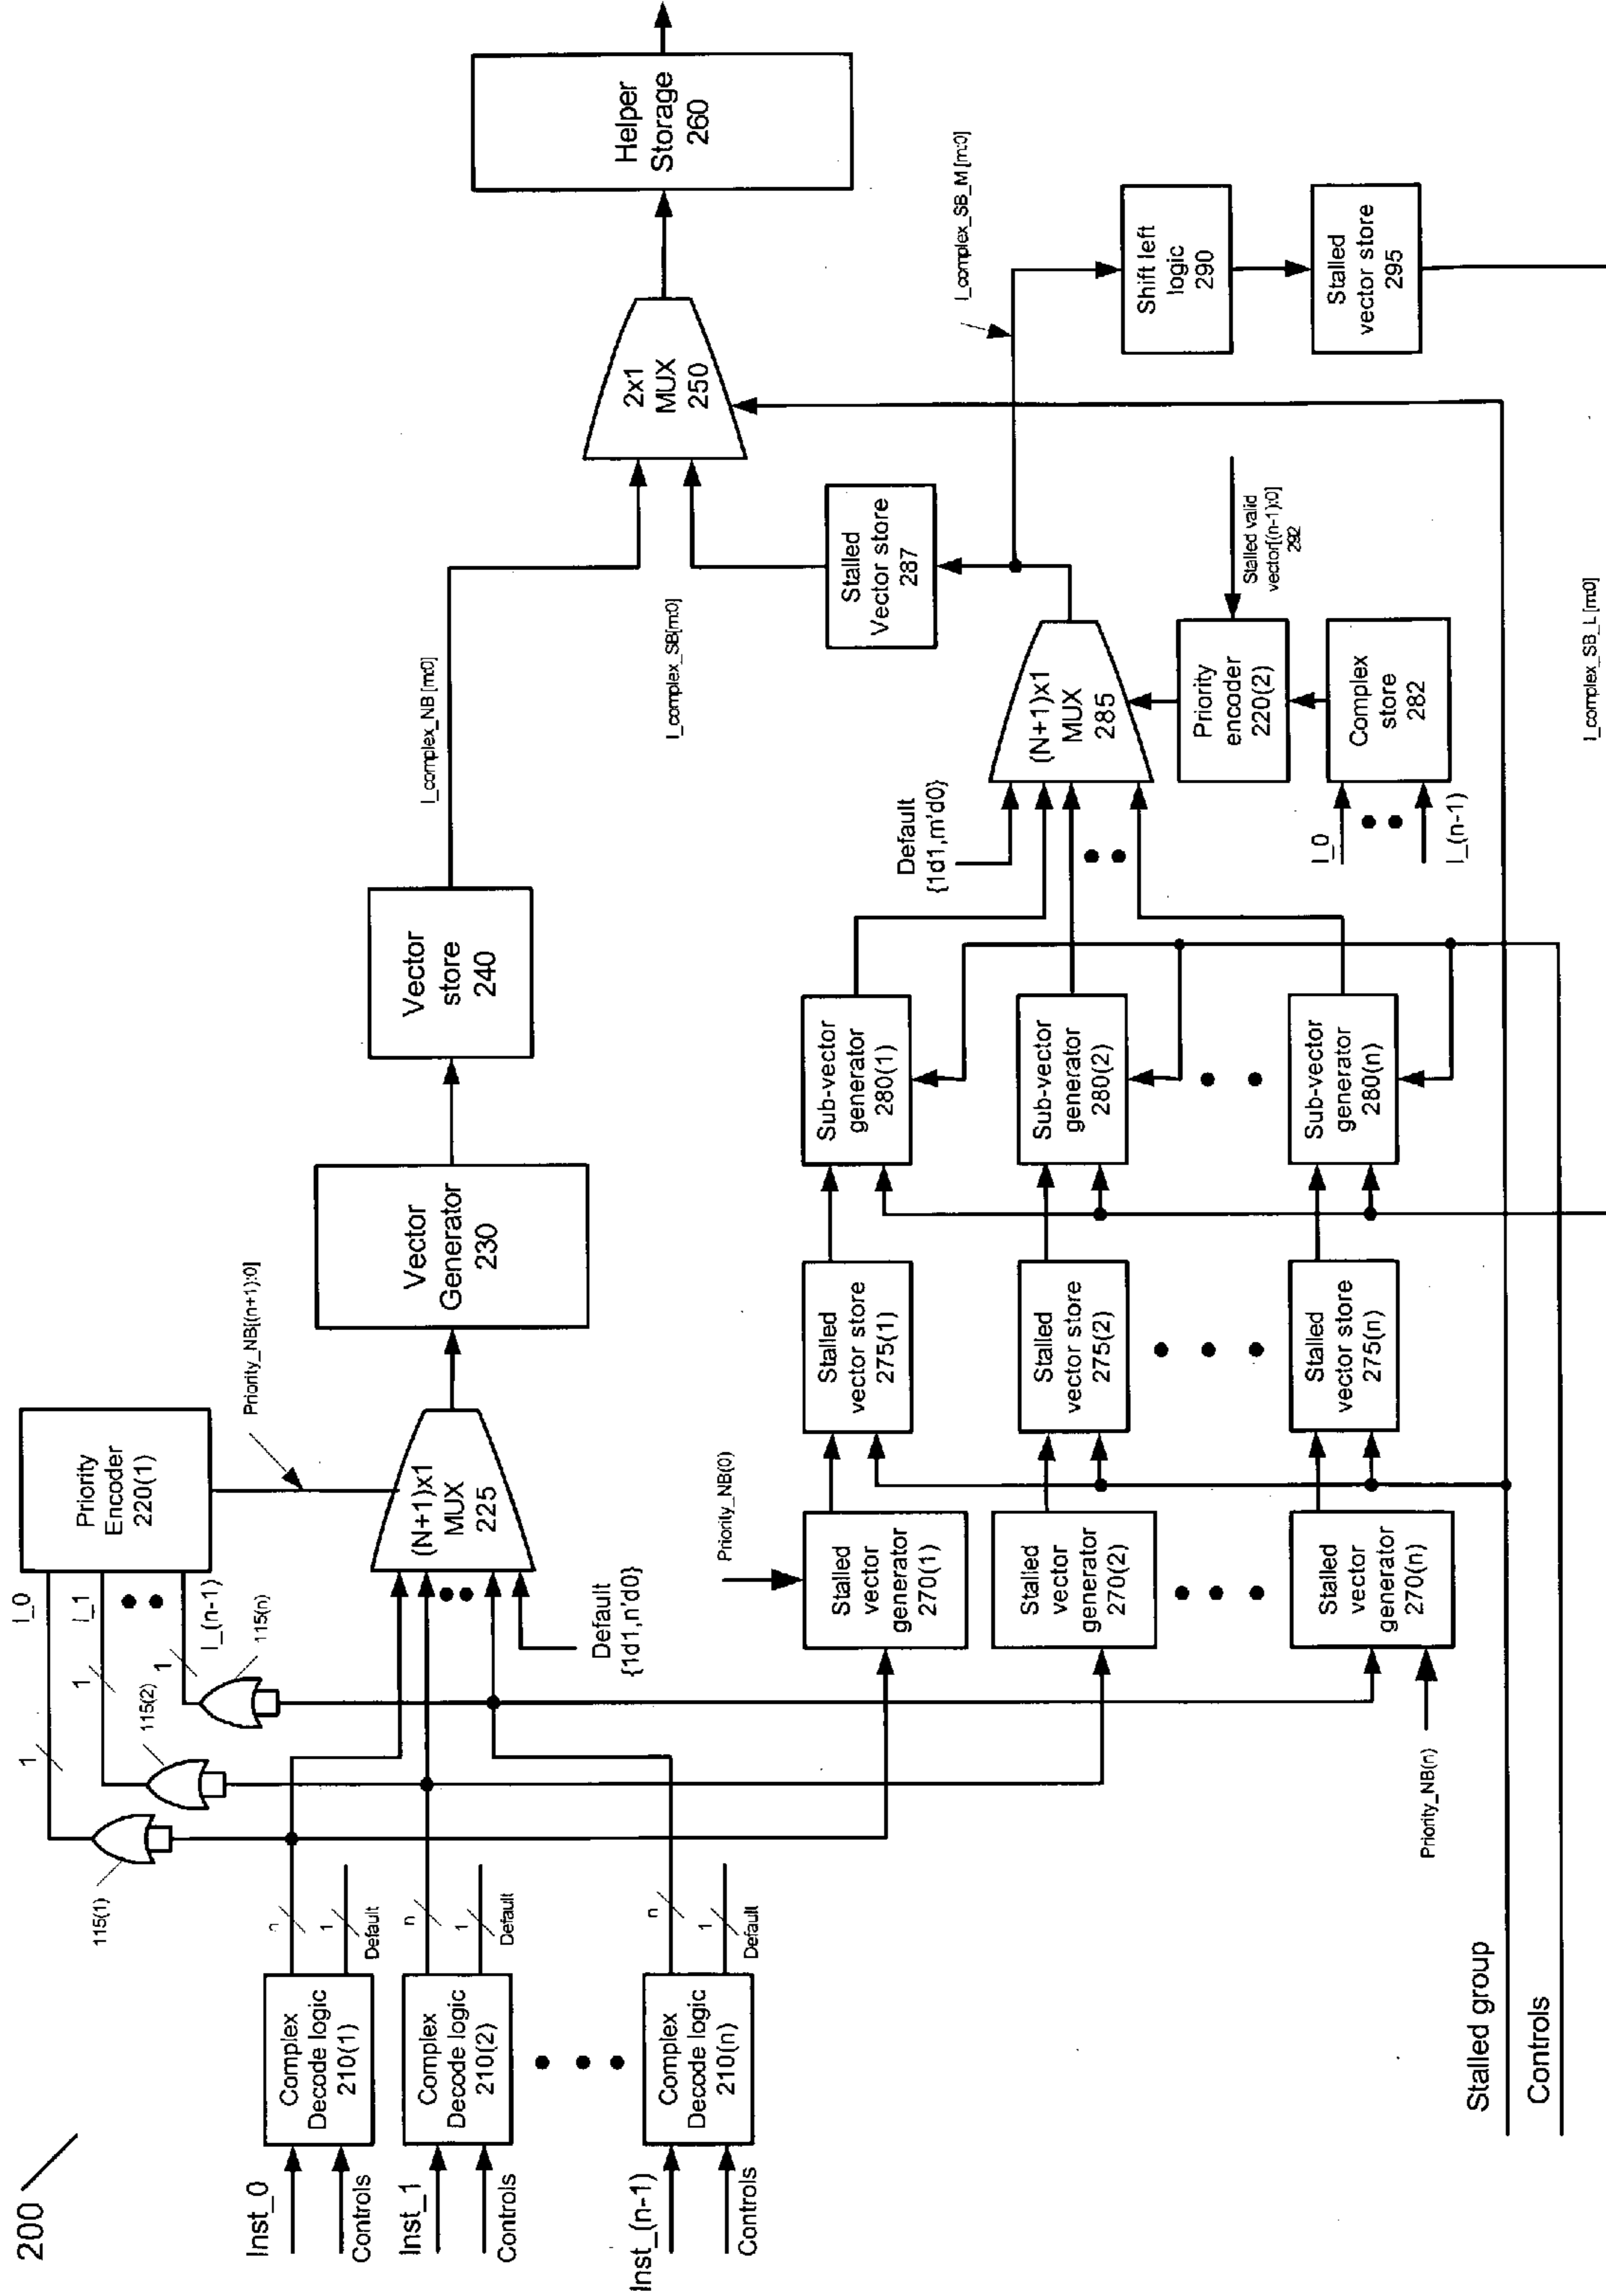 200
Inst_0
Controls
Inst_1
Controls
Inst_(n-1)
Controls
Complex
Decode logic
210(1)
Complex
Decode logic
210(2)
Complex
Decode logic
210(n)
n
1
Default
n
1
Default
n
1
Default
115(1)
115(2)
115(n)
1
1
1
I_0
I_1
I_(n-1)
Priority
Encoder
220(1)
Priority_NB[(n+1):0]
(N+1)x1
MUX
225
Default
{1d1,n'd0}
Vector
Generator
230
Vector
store
240
I_complex_NB [m:0]
I_complex_SB[m:0]
2x1
MUX
250
Helper
Storage
260
Priority_NB(0)
Stalled
vector
generator
270(1)
Stalled
vector
generator
270(2)
Stalled
vector
generator
270(n)
Priority_NB(n)
Stalled
vector store
275(1)
Stalled
vector store
275(2)
Stalled
vector store
275(n)
Sub-vector
generator
280(1)
Sub-vector
generator
280(2)
Sub-vector
generator
280(n)
Default
{1d1,m'd0}
(N+1)x1
MUX
285
Stalled
Vector store
287
I_0
I_(n-1)
Complex
store
282
Priority
encoder
220(2)
Stalled valid
vector[(n-1):0]
292
I_complex_SB_M [m:0]
Shift left
logic
290
Stalled
vector store
295
I_complex_SB_L [m:0]
Stalled group
Controls